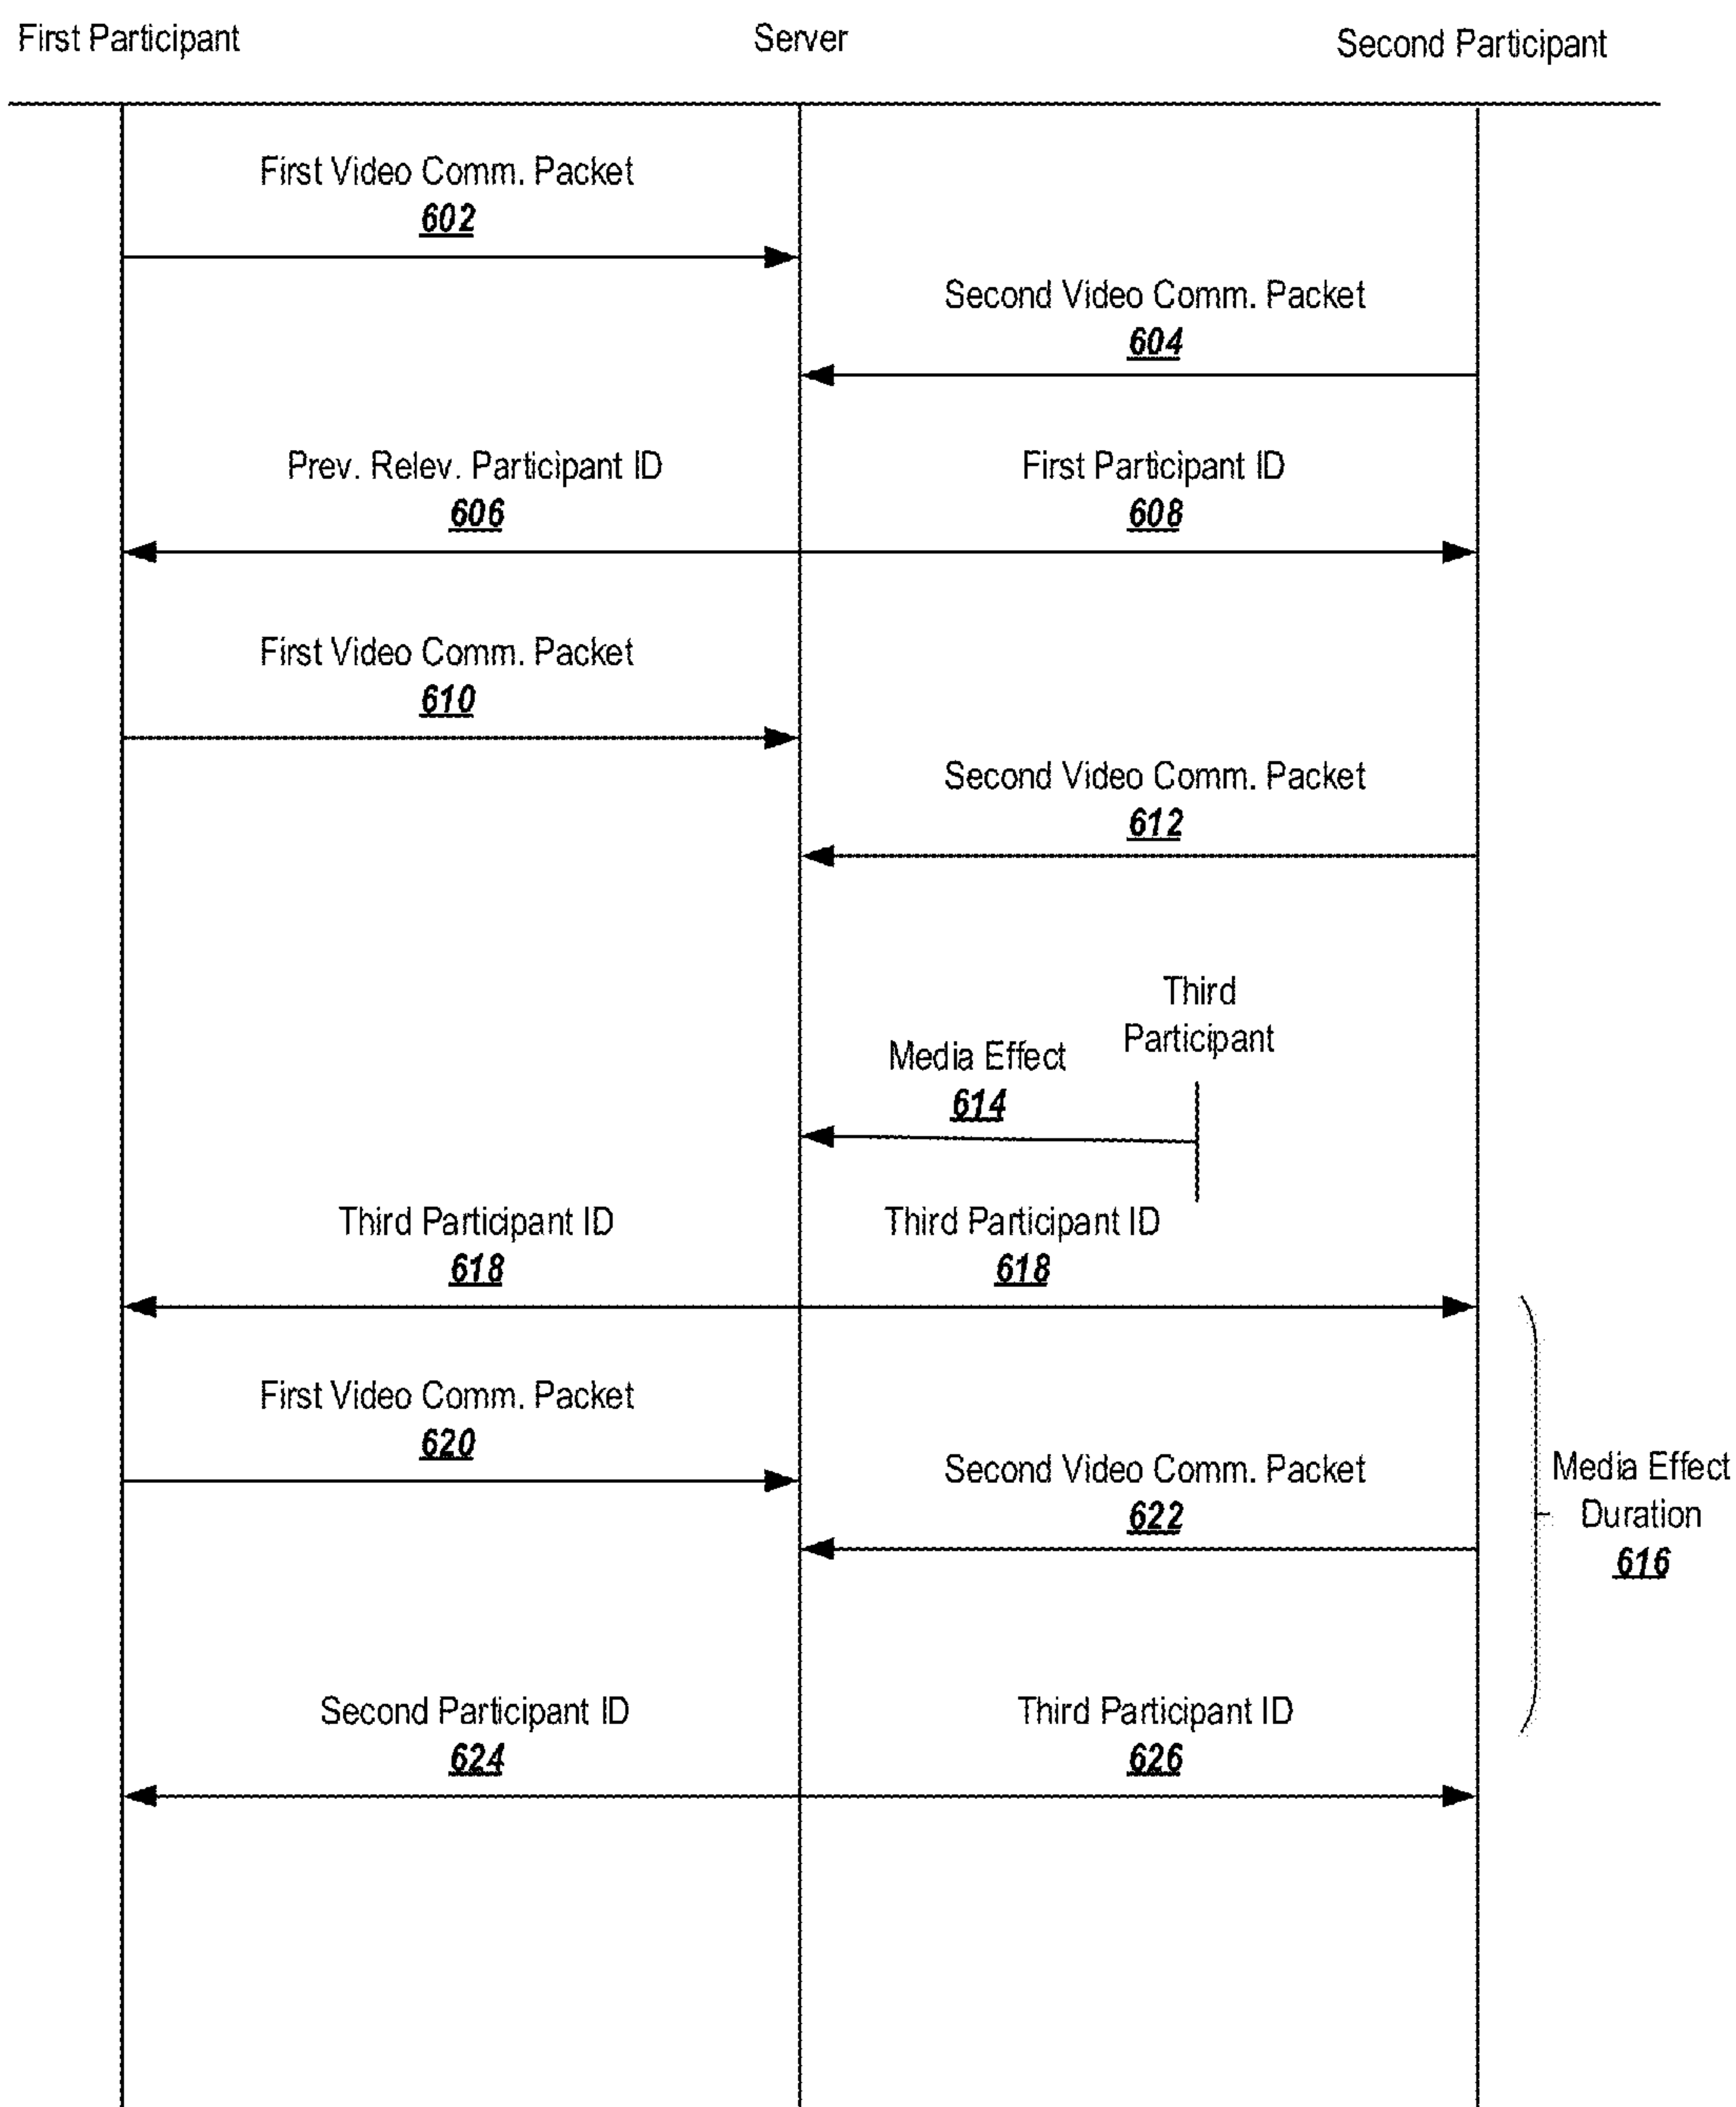 First Participant
Server
Second Participant
First Video Comm. Packet
602
Second Video Comm. Packet
604
Prev. Relev. Participant ID
606
First Participant ID
608
First Video Comm. Packet
610
Second Video Comm. Packet
612
Third
Participant
Media Effect
614
Third Participant ID
618
Third Participant ID
618
First Video Comm. Packet
620
Second Video Comm. Packet
622
Media Effect
Duration
616
Second Participant ID
624
Third Participant ID
626